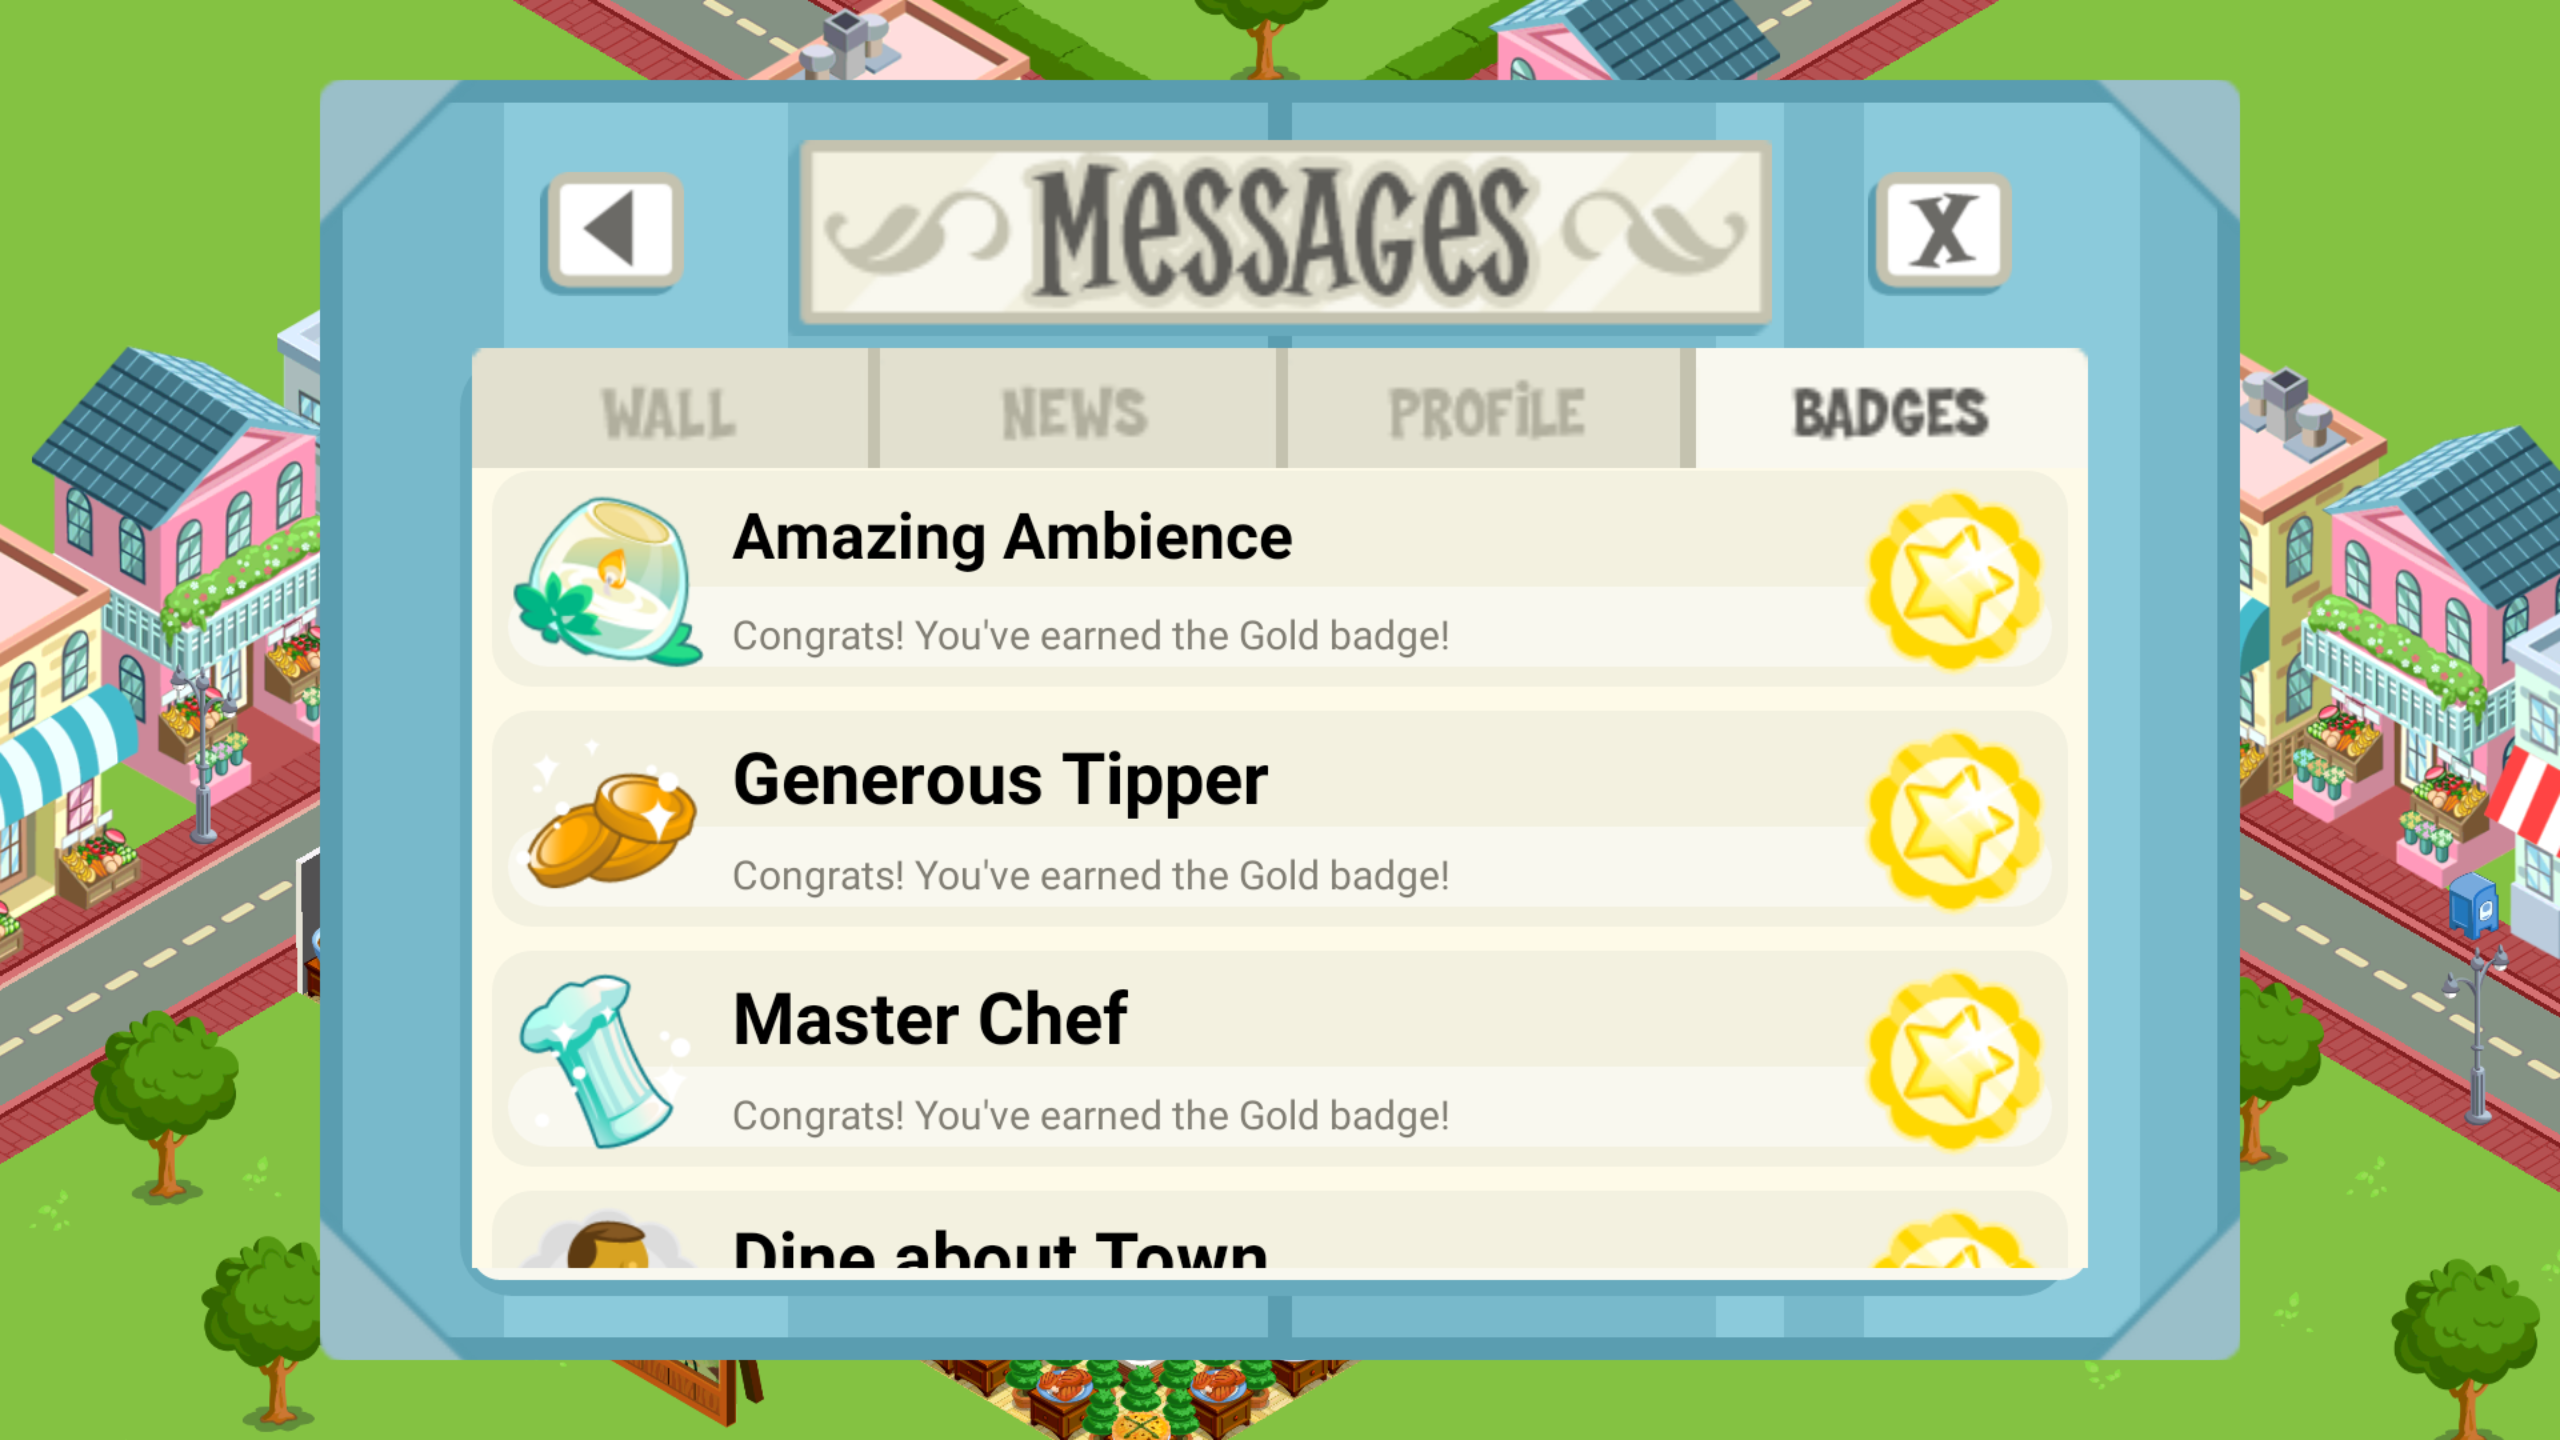 MESSAGES
X
WALL NEWS PROFILE BADGES
Amazing Ambience
Congrats! You've earned the Gold badge!
Generous Tipper
Congrats! You've earned the Gold badge!
Master Chef
Congrats! You've earned the Gold badge!
Dine about Town